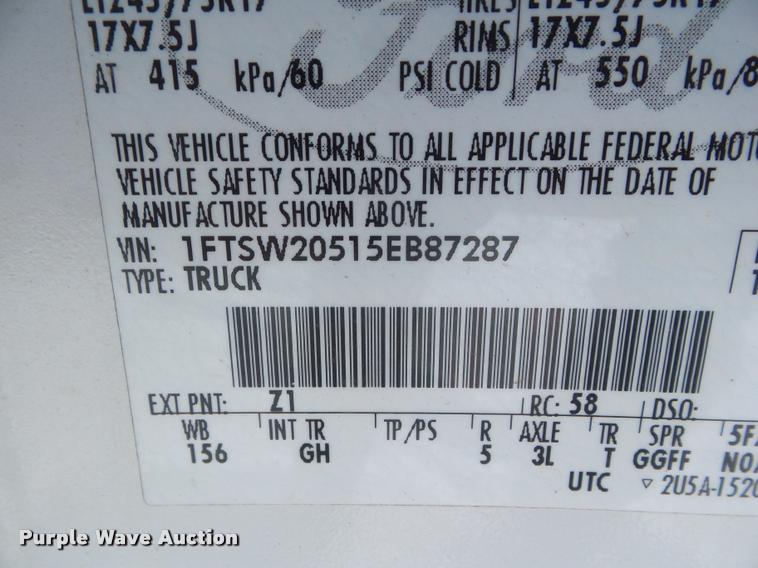 17X7.5J RIMS 17X7.5J
AT 415 kPa/60 PSI COLD AT 550 kPa/8
Ford
THIS VEHICLE CONFORMS TO ALL APPLICABLE FEDERAL MOTO
VEHICLE SAFETY STANDARDS IN EFFECT ON THE DATE OF
MANUFACTURE SHOWN ABOVE.
VIN: 1FTSW20515EB87287
TYPE: TRUCK
EXT PNT: Z1 RC: 58 DSO:
WB INT TR TP/PS R AXLE TR SPR
156 GH 5 3L T GGFF
UTC ▽ 2U5A-1520
Purple Wave Auction